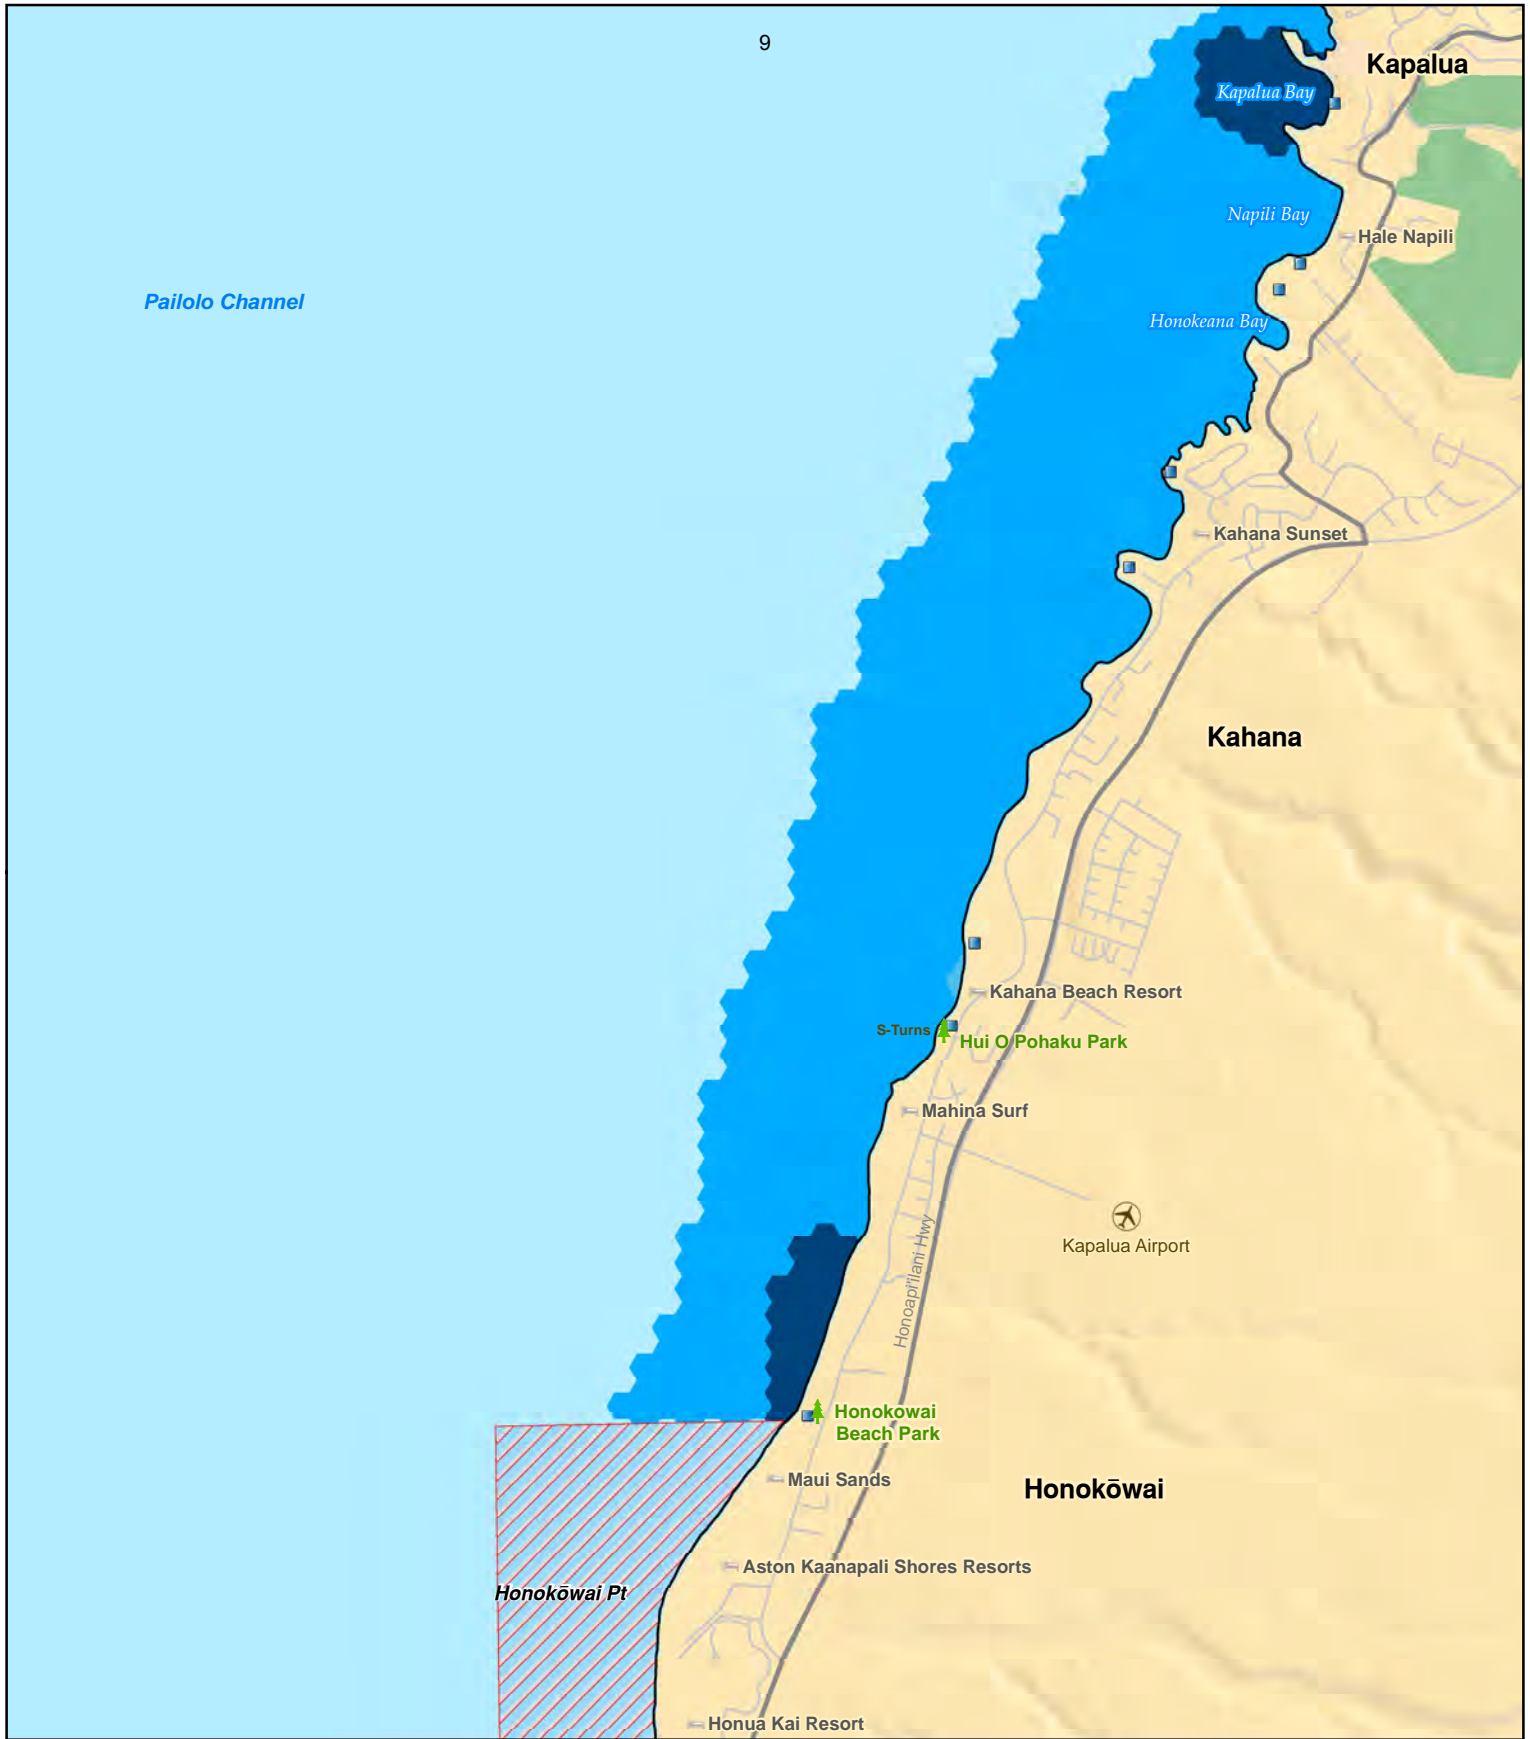 9
Kapalua
Kapalua Bay
Napili Bay
Hale Napili
Pailolo Channel
Honokeana Bay
Kahana Sunset
Kahana
Kahana Beach Resort
S-Turns
Hui O Pohaku Park
Mahina Surf
Honoapi'ilani Hwy
Kapalua Airport
Honokowai
Beach Park
Maui Sands
Honokōwai
Aston Kaanapali Shores Resorts
Honokōwai Pt
Honua Kai Resort